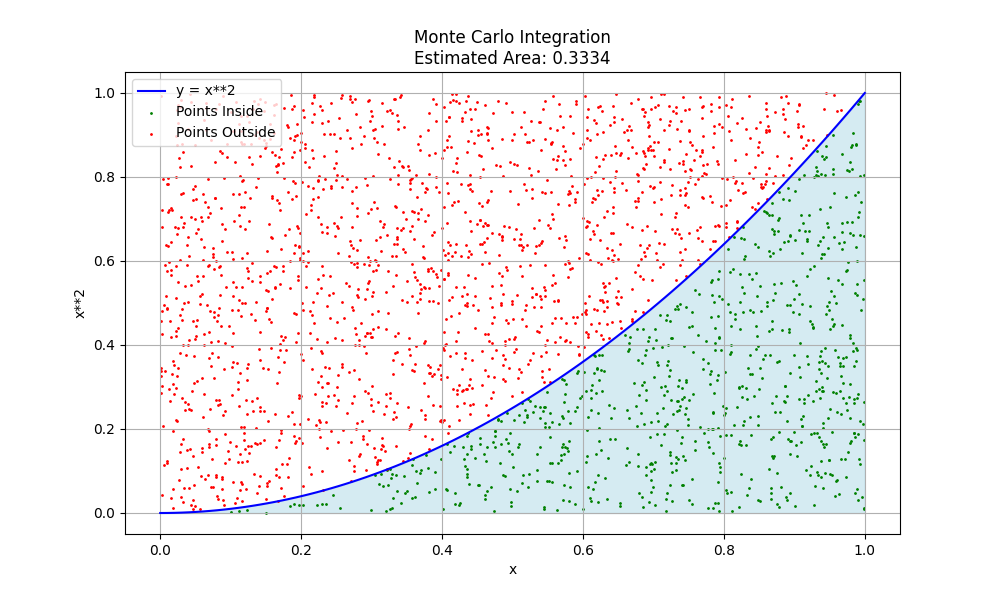 Monte Carlo Integration
Estimated Area: 0.3334
y = x**2
Points Inside
Points Outside
1.0
0.8
0.6
0.4
0.2
0.0
x**2
0.0 0.2 0.4 0.6 0.8 1.0
x